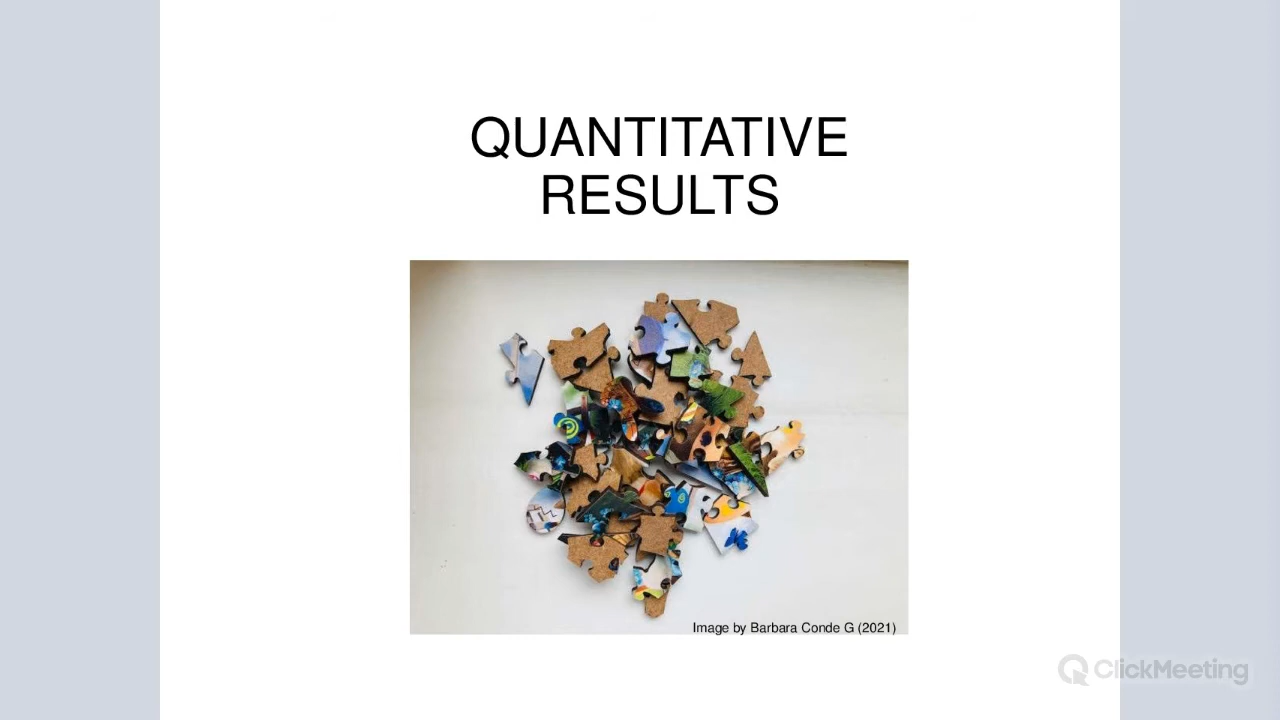 QUANTITATIVE
RESULTS
Image by Barbara Conde G (2021)
ClickMeeting